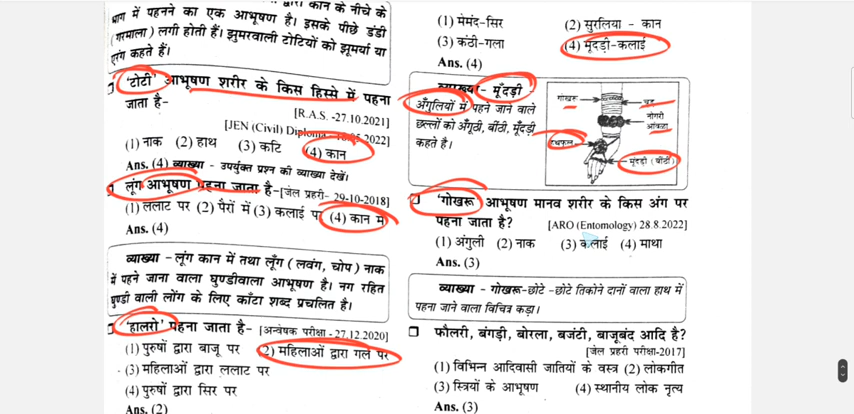 भाग में पहनने का एक आभूषण है। इसके पीछे डंडी
(गरमाला) लगी होती हैं। झुमरवाली टोटियों को झूमर्या या
कहते हैं।
'टोटी' आभूषण शरीर के किस हिस्से में पहना
जाता है-
[R.A.S. -27.10.2021]
[JEN (Civil) Diploma 2022]
(1) नाक (2) हाथ (3) कटि (4) कान
Ans. (4) व्याख्या - उपर्युक्त प्रश्न की व्याख्या देखें।
लूंग आभूषण पहना जाता है-[जेल प्रहरी- 29-10-2018]
(1) ललाट पर (2) पैरों में (3) कलाई पर (4) कान में
Ans. (4)
व्याख्या -लूंग कान में तथा लूँग (लवंग, चोप) नाक
में पहने जाना वाला घुण्डीवाला आभूषण है। नग रहित
घुण्डी वाली लोंग के लिए काँटा शब्द प्रचलित है।
'हालरो' पहना जाता है- [अन्वेषक परीक्षा -27.12.2020]
(1) पुरुषों द्वारा बाजू पर (2) महिलाओं द्वारा गले पर
(3) महिलाओं द्वारा ललाट पर
(4) पुरुषों द्वारा सिर पर
Ans. (2)
(1) मेमंद-सिर (2) सुरलिया - कान
(3) कंठी-गला (4) मूंदड़ी-कलाई
Ans. (4)
व्याख्या - मूँदड़ी
अँगुलियों में पहने जाने वाले
छल्लों को अँगूठी, बींठी, मूँदड़ी
कहते है।
गोखरू
चूड़
नोगरी
आंवळा
हथफूल
मूंदड़ी (बींठी)
'गोखरू' आभूषण मानव शरीर के किस अंग पर
पहना जाता है? [ARO (Entomology) 28.8.2022]
(1) अंगुली (2) नाक (3) कलाई (4) माथा
Ans. (3)
व्याख्या - गोखरू-छोटे -छोटे तिकोने दानों वाला हाथ में
पहना जाने वाला विचित्र कड़ा।
फौलरी, बंगड़ी, बोरला, बजंटी, बाजूबंद आदि है?
[जेल प्रहरी परीक्षा-2017]
(1) विभिन्न आदिवासी जातियों के वस्त्र (2) लोकगीत
(3) स्त्रियों के आभूषण (4) स्थानीय लोक नृत्य
Ans. (3)